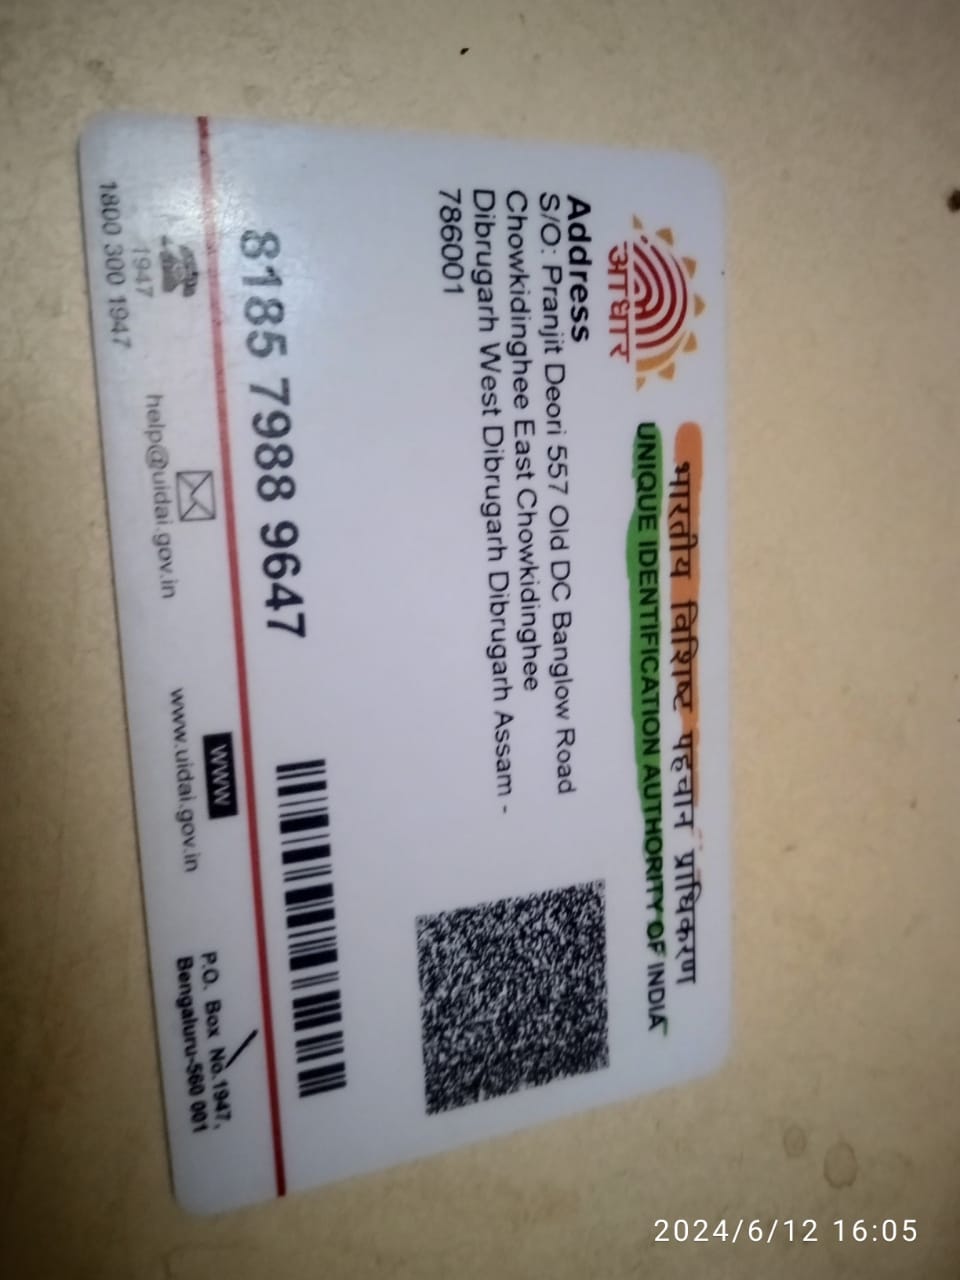 भारतीय विशिष्ट पहचान प्राधिकरण
UNIQUE IDENTIFICATION AUTHORITY OF INDIA
आधार
Address
S/O: Pranjit Deori 557 Old DC Banglow Road
Chowkidinghee East Chowkidinghee
Dibrugarh West Dibrugarh Dibrugarh Assam -
786001
8185 7988 9647
1947
1800 300 1947
help@uidai.gov.in
WWW
www.uidai.gov.in
P.O. Box No.1947,
Bengaluru-560 001
2024/6/12 16:05